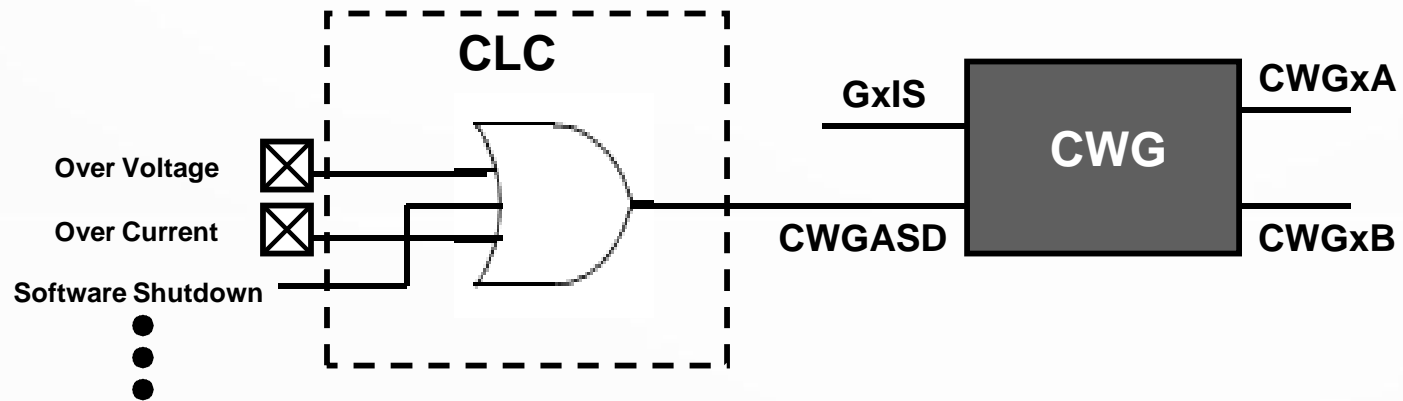 CLC
Over Voltage
Over Current
Software Shutdown
GxIS
CWGASD
CWG
CWGxA
CWGxB